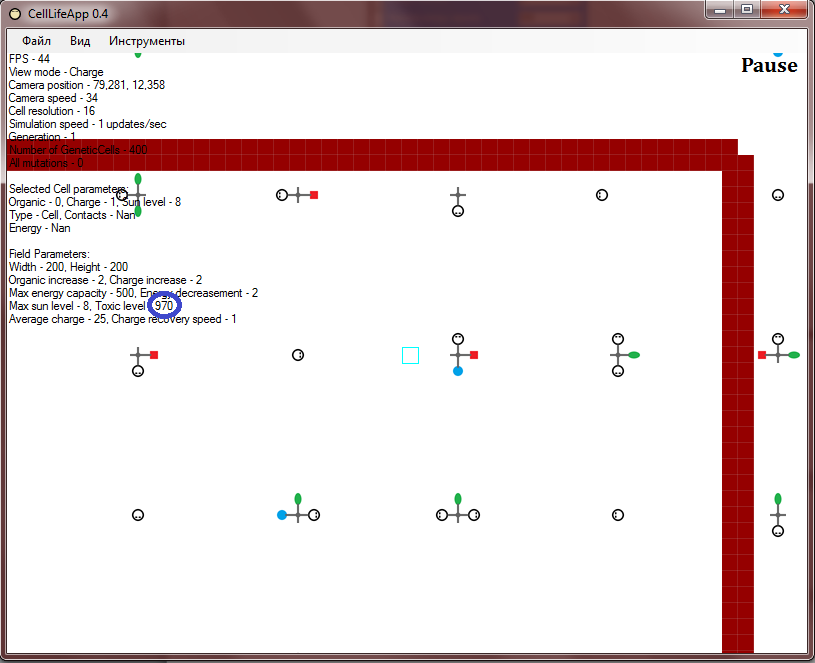 CellLifeApp 0.4
Файл Вид Инструменты
FPS - 44
Pause
View mode - Charge
Camera position - 79,281, 12,358
Camera speed - 34
Cell resolution - 16
Simulation speed - 1 updates/sec
Generation - 1
Number of GeneticCells - 400
All mutations - 0
Selected Cell parameters:
Organic - 0, Charge - 1, Sun level - 8
Type - Cell, Contacts - Nan
Energy - Nan
Field Parameters:
Width - 200, Height - 200
Organic increase - 2, Charge increase - 2
Max energy capacity - 500, Energy decreasement - 2
Max sun level - 8, Toxic level - 970
Average charge - 25, Charge recovery speed - 1